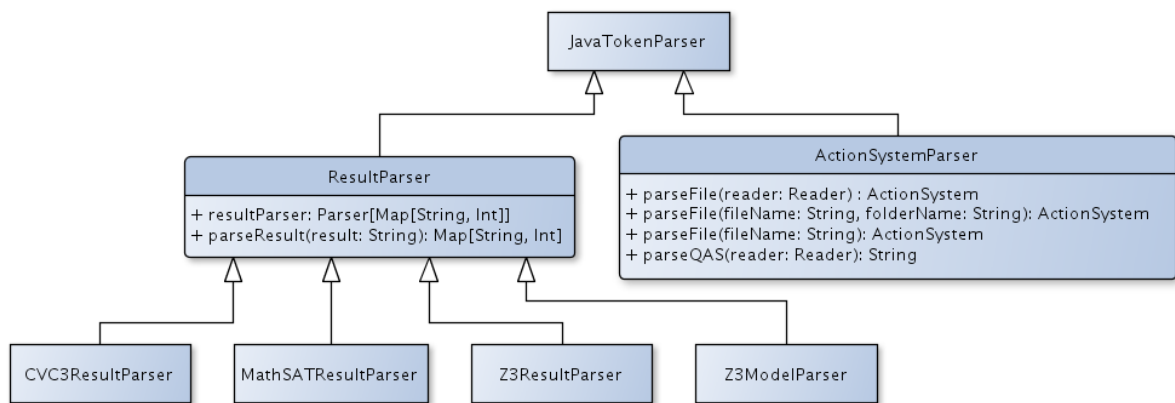 JavaTokenParser
ResultParser
+ resultParser: Parser[Map[String, Int]]
+ parseResult(result: String): Map[String, Int]
ActionSystemParser
+ parseFile(reader: Reader) : ActionSystem
+ parseFile(fileName: String, folderName: String): ActionSystem
+ parseFile(fileName: String): ActionSystem
+ parseQAS(reader: Reader): String
CVC3ResultParser
MathSATResultParser
Z3ResultParser
Z3ModelParser